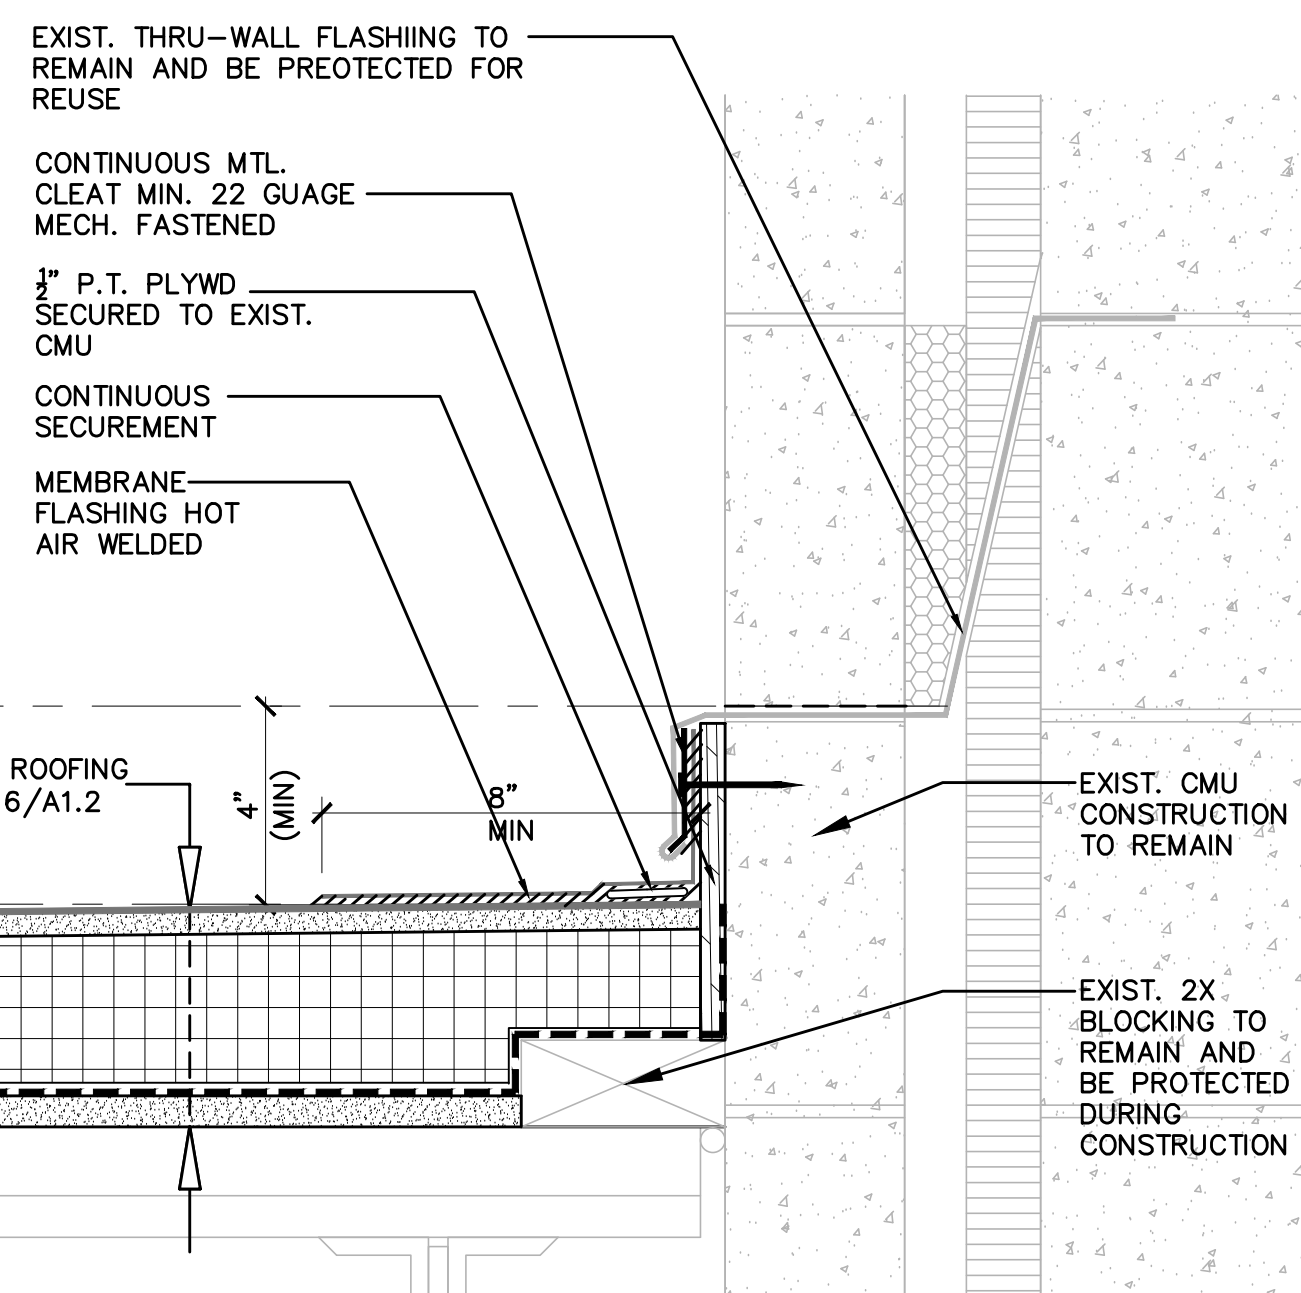 EXIST. THRU-WALL FLASHIING TO
REMAIN AND BE PREOTECTED FOR
REUSE
CONTINUOUS MTL.
CLEAT MIN. 22 GUAGE
MECH. FASTENED
½" P.T. PLYWD
SECURED TO EXIST.
CMU
CONTINUOUS
SECUREMENT
MEMBRANE
FLASHING HOT
AIR WELDED
ROOFING
6/A1.2
4"
(MIN)
8"
MIN
EXIST. CMU
CONSTRUCTION
TO REMAIN
EXIST. 2X
BLOCKING TO
REMAIN AND
BE PROTECTED
DURING
CONSTRUCTION